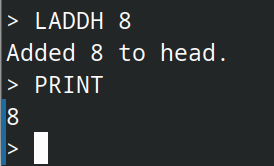 > LADDH 8
Added 8 to head.
> PRINT
8
>